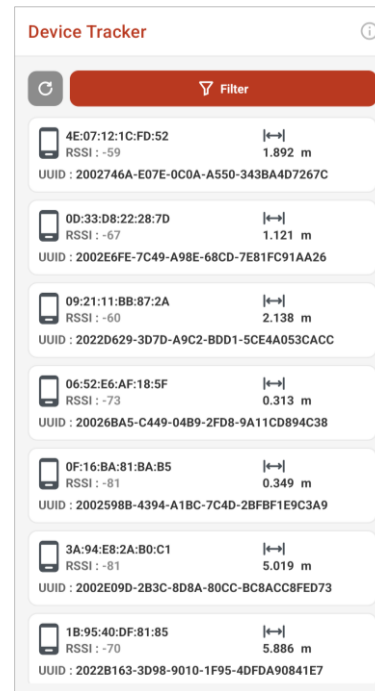 Device Tracker
Filter
4E:07:12:1C:FD:52
RSSI : -59
1.892 m
UUID : 2002746A-E07E-0C0A-A550-343BA4D7267C
0D:33:D8:22:28:7D
RSSI : -67
1.121 m
UUID : 2002E6FE-7C49-A98E-68CD-7E81FC91AA26
09:21:11:BB:87:2A
RSSI : -60
2.138 m
UUID : 2022D629-3D7D-A9C2-BDD1-5CE4A053CACC
06:52:E6:AF:18:5F
RSSI : -73
0.313 m
UUID : 20026BA5-C449-04B9-2FD8-9A11CD894C38
0F:16:BA:81:BA:B5
RSSI : -81
0.349 m
UUID : 2002598B-4394-A1BC-7C4D-2BFBF1E9C3A9
3A:94:E8:2A:B0:C1
RSSI : -81
5.019 m
UUID : 2002E09D-2B3C-8D8A-80CC-BC8ACC8FED73
1B:95:40:DF:81:85
RSSI : -70
5.886 m
UUID : 2022B163-3D98-9010-1F95-4DFDA90841E7